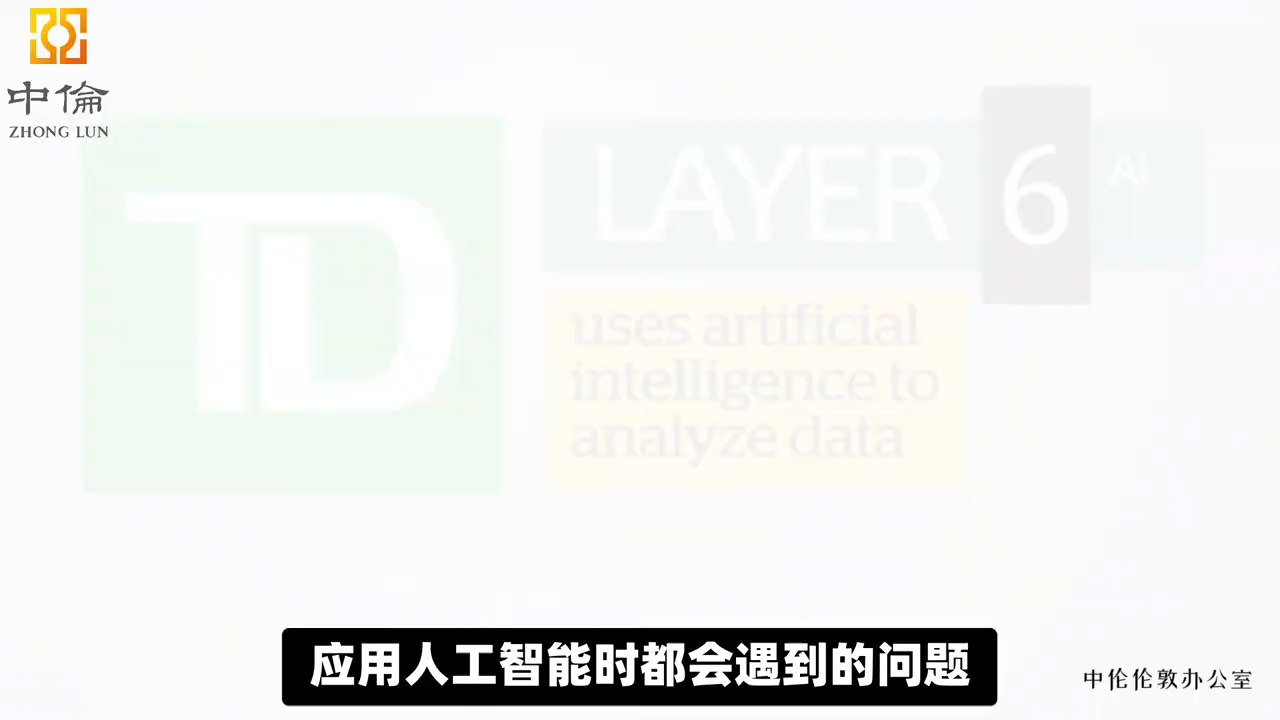 中倫
ZHONG LUN
TD
LAYER 6 AI
uses artificial
intelligence to
analyze data
应用人工智能时都会遇到的问题
中伦伦敦办公室